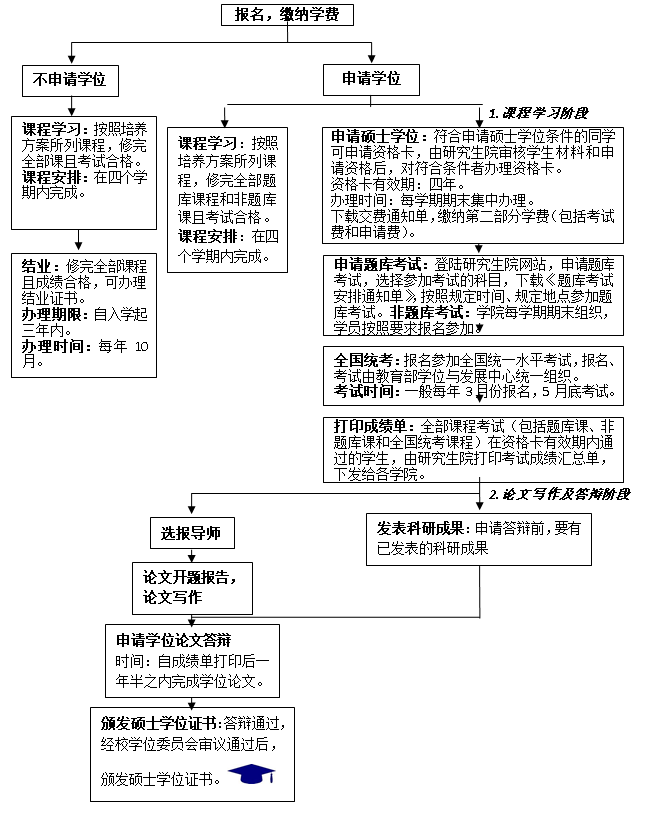 报名，缴纳学费
不申请学位
申请学位
1.课程学习阶段
课程学习：按照培养
方案所列课程，修完
全部课且考试合格。
课程安排：在四个学
期内完成。
课程学习：按照
培养方案所列课
程，修完全部题
库课程和非题库
课且考试合格。
课程安排：在四
个学期内完成。
申请硕士学位：符合申请硕士学位条件的同学
可申请资格卡，由研究生院审核学生材料和申
请资格后，对符合条件者办理资格卡。
资格卡有效期：四年。
办理时间：每学期期末集中办理。
下载交费通知单，缴纳第二部分学费（包括考试
费和申请费）。
结业：修完全部课程
且成绩合格，可办理
结业证书。
办理期限：自入学起
三年内。
办理时间：每年 10
月。
申请题库考试：登陆研究生院网站，申请题库
考试，选择参加考试的科目，下载《题库考试
安排通知单》，按照规定时间、规定地点参加题
库考试。非题库考试：学院每学期期末组织，
学员按照要求报名参加。
全国统考：报名参加全国统一水平考试，报名、
考试由教育部学位与发展中心统一组织。
考试时间：一般每年 3 月份报名，5 月底考试。
打印成绩单：全部课程考试（包括题库课、非
题库课和全国统考课程）在资格卡有效期内通
过的学生，由研究生院打印考试成绩汇总单，
下发给各学院。
2.论文写作及答辩阶段
选报导师
发表科研成果：申请答辩前，要有
已发表的科研成果
论文开题报告，
论文写作
申请学位论文答辩
时间：自成绩单打印后一
年半之内完成学位论文。
颁发硕士学位证书：答辩通过，
经校学位委员会审议通过后，
颁发硕士学位证书。